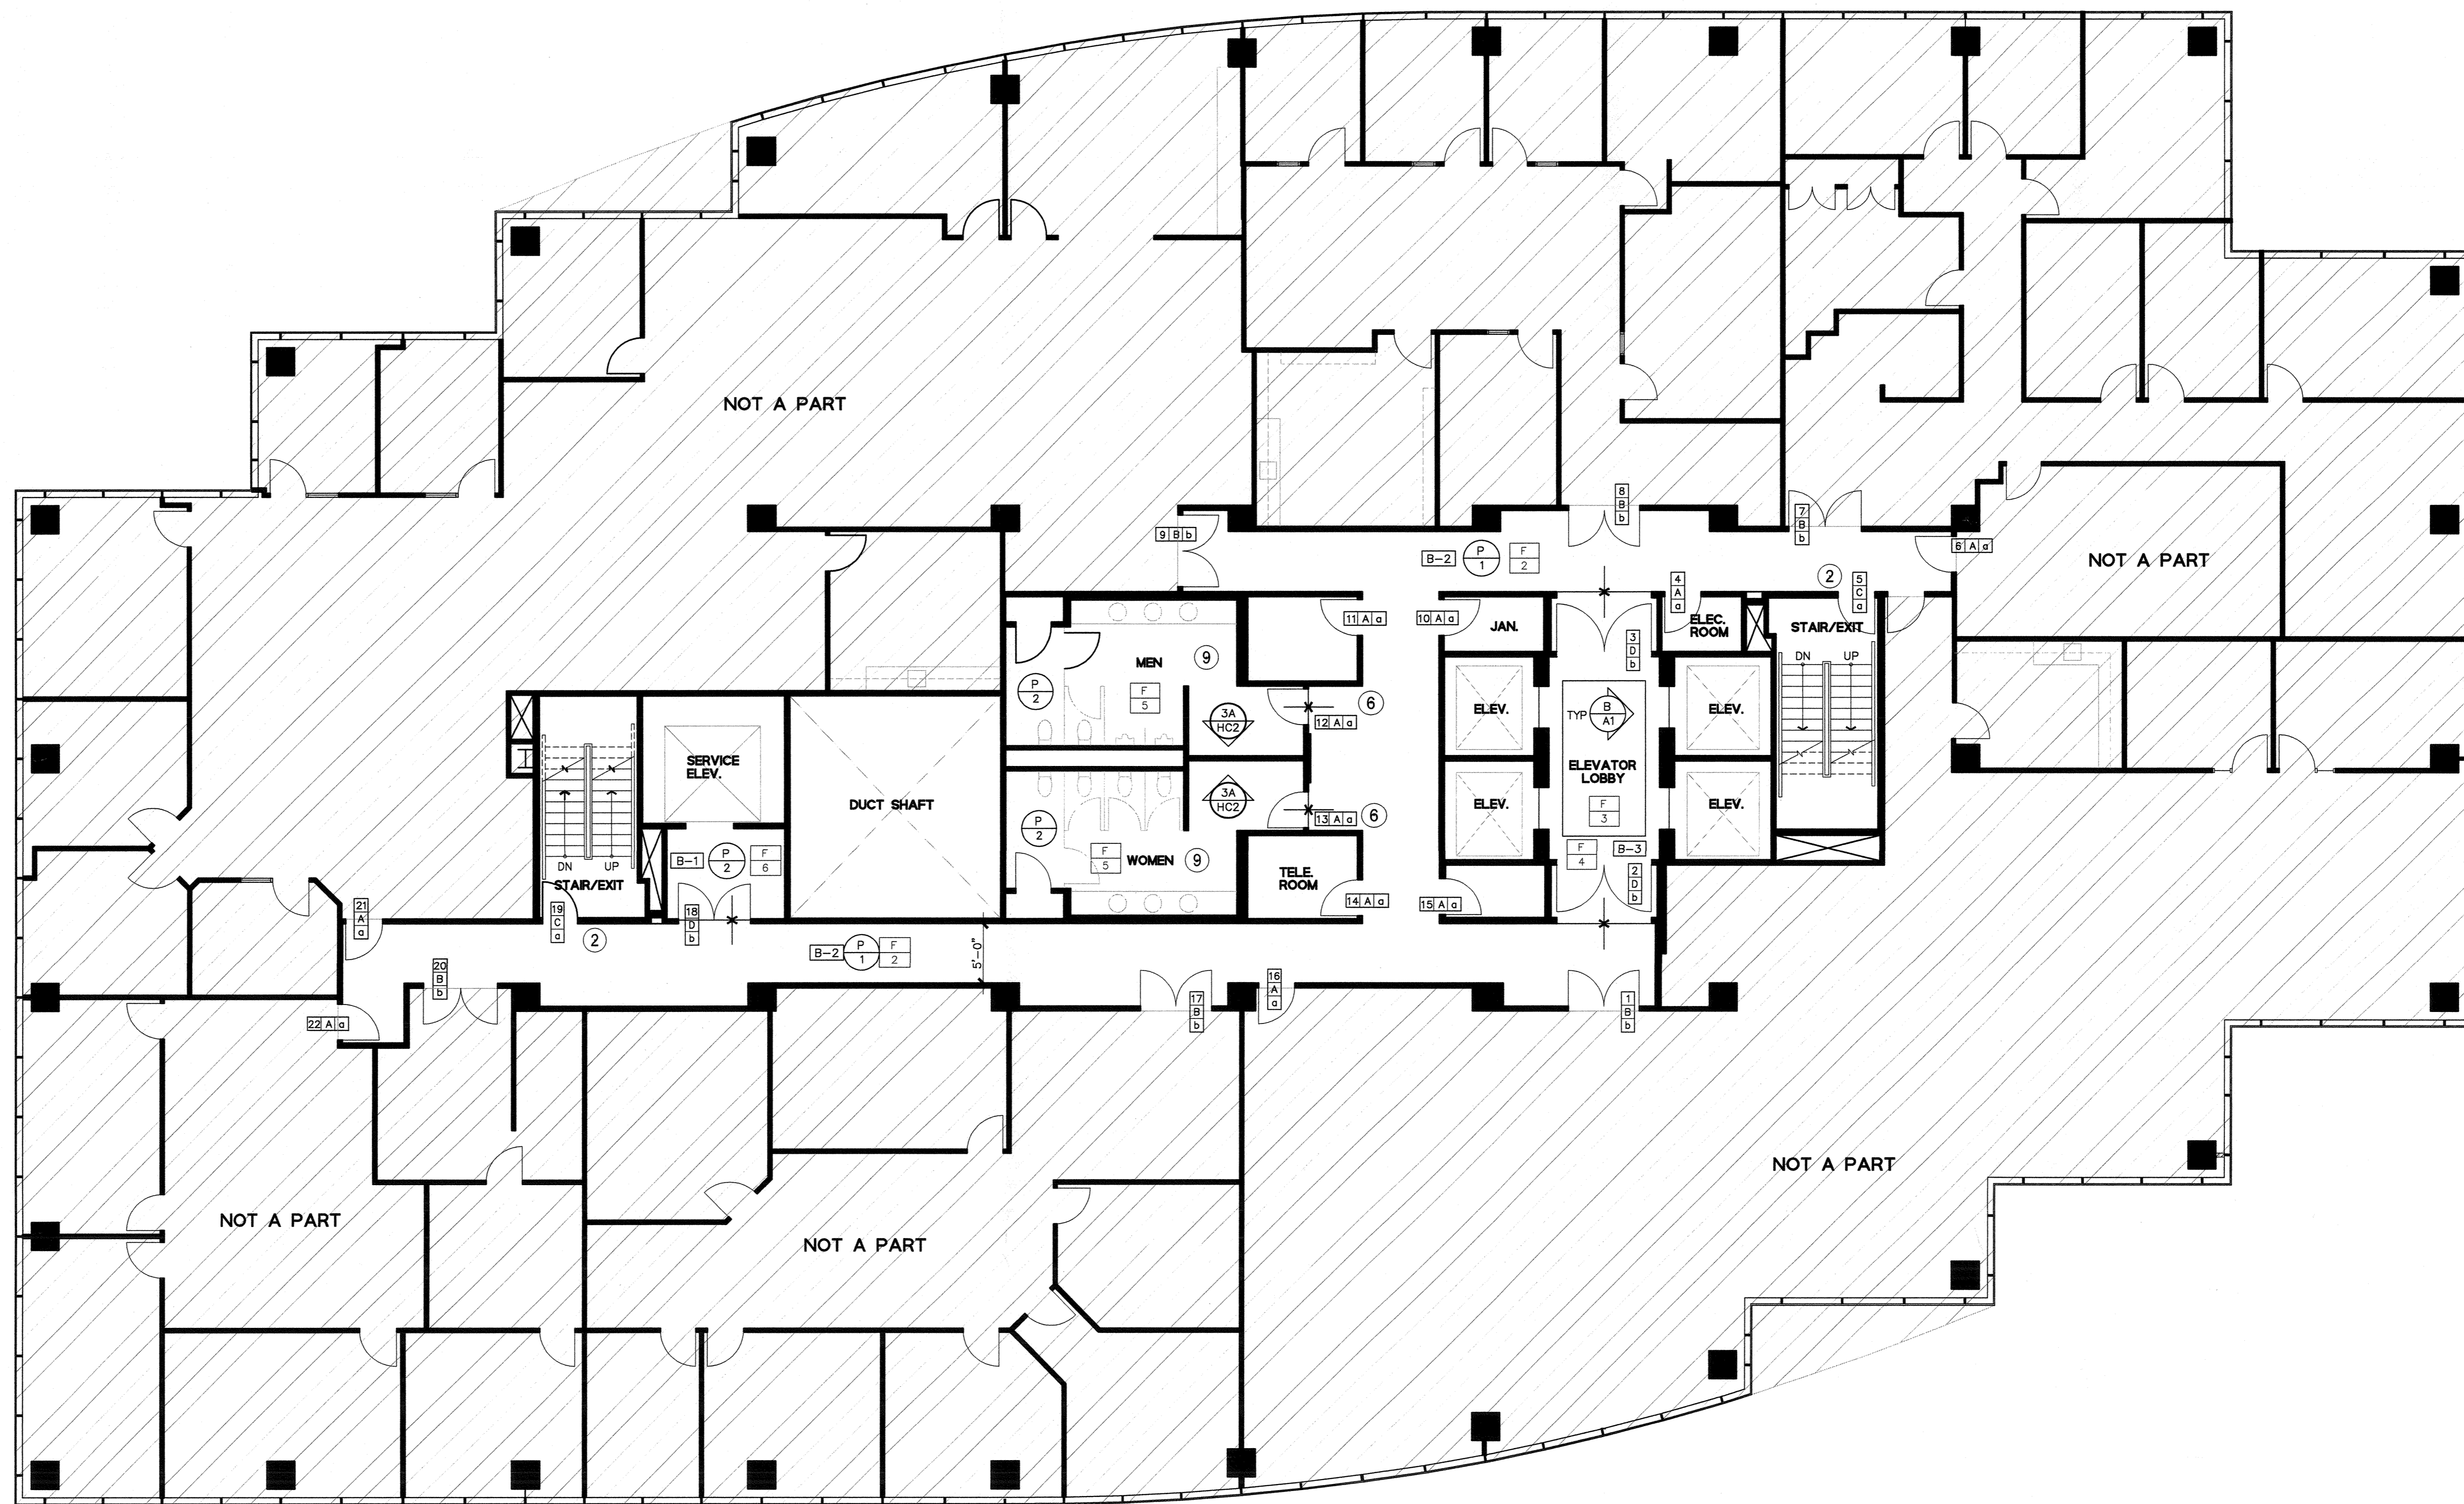 NOT A PART
8
B
b
7
B
b
9 B b
B-2
P
1
F
2
6 A a
NOT A PART
2
4
A
a
5
C
a
11 A a
10 A a
JAN.
ELEC.
ROOM
STAIR/EXIT
3
D
b
MEN
9
DN
UP
P
2
F
5
6
3A
HC2
12 A a
ELEV.
TYP
B
A1
ELEV.
SERVICE
ELEV.
ELEVATOR
LOBBY
DUCT SHAFT
3A
HC2
ELEV.
F
3
ELEV.
13 A a
6
P
2
B-1
P
2
F
6
F
5
WOMEN
9
F
4
B-3
DN
UP
STAIR/EXIT
TELE.
ROOM
2
D
b
14 A a
15 A a
21
A
a
19
C
a
18
D
b
2
B-2
P
1
F
2
5'-0"
20
B
b
16
A
a
17
B
b
1
B
b
22 A a
NOT A PART
NOT A PART
NOT A PART